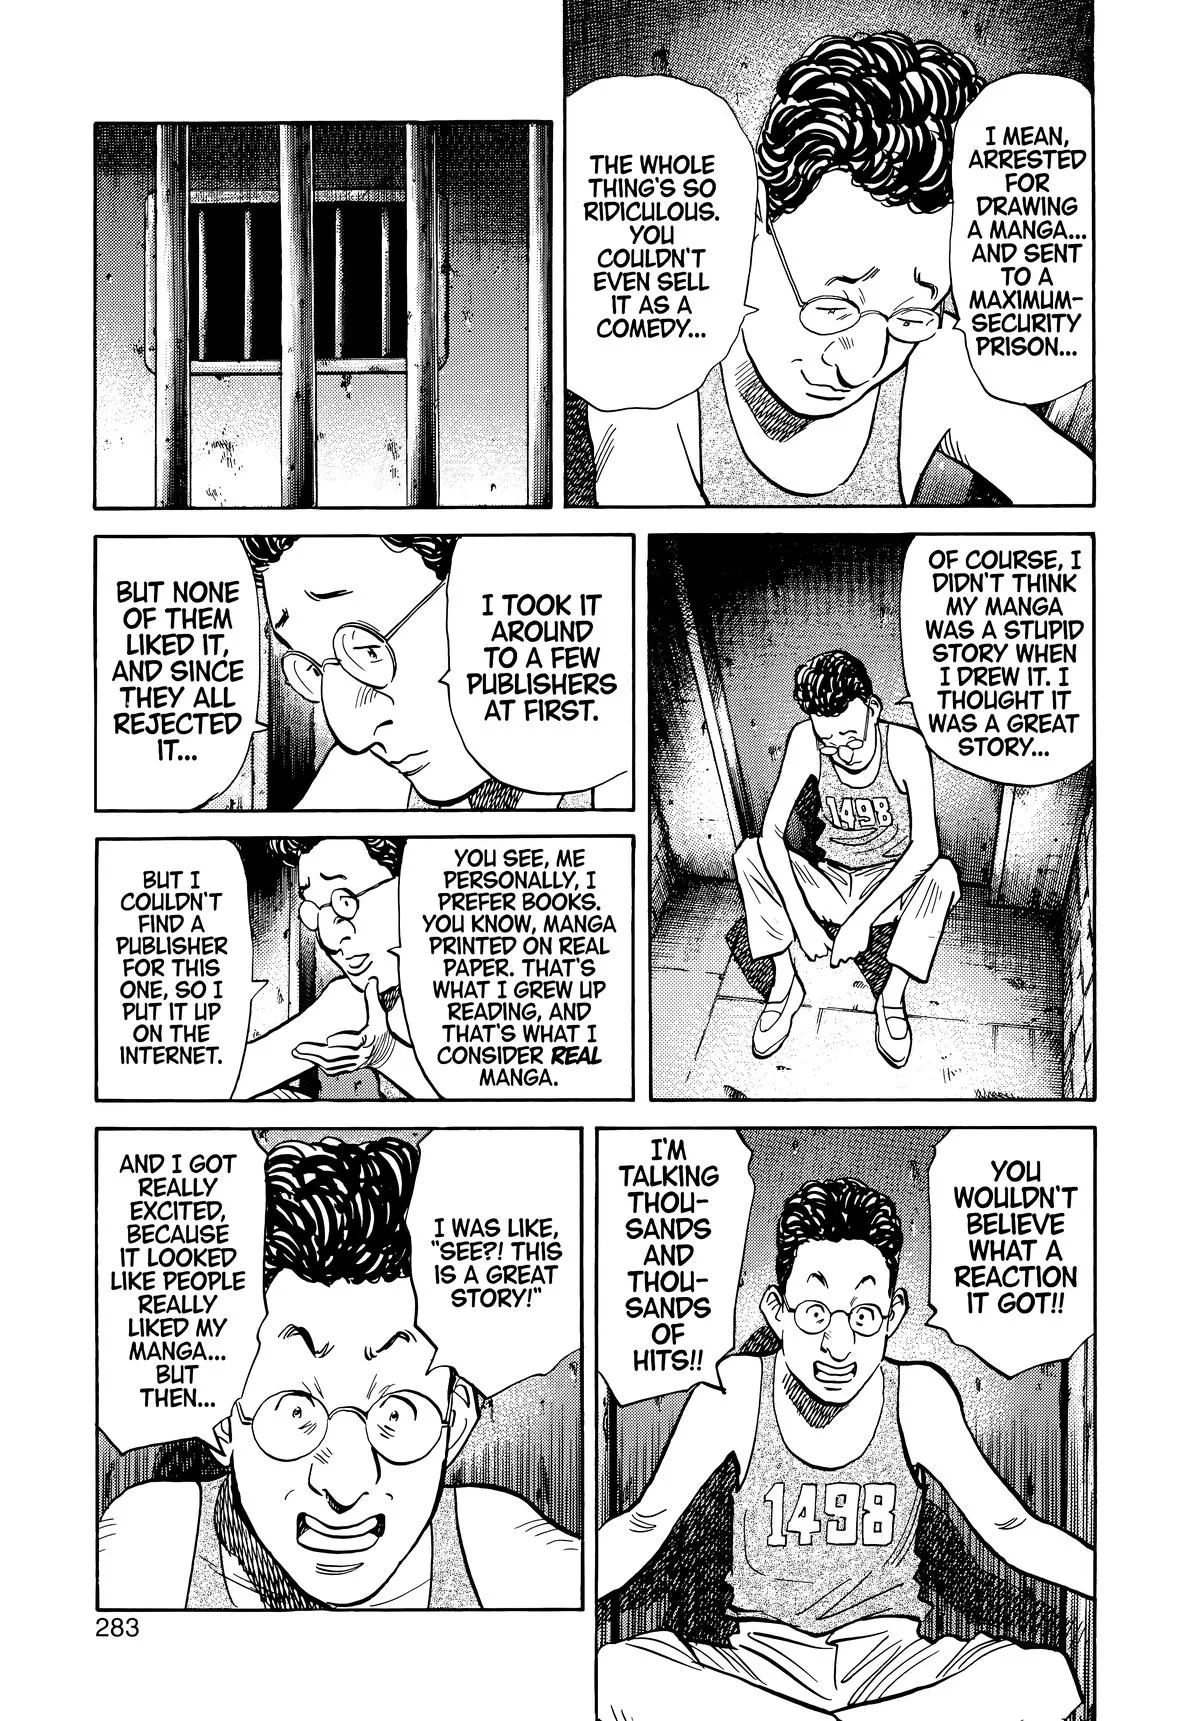 I MEAN,
ARRESTED
FOR
DRAWING
A MANGA...
AND SENT
TO A
MAXIMUM-
SECURITY
PRISON...
THE WHOLE
THING'S SO
RIDICULOUS.
YOU
COULDN'T
EVEN SELL
IT AS A
COMEDY...
OF COURSE, I
DIDN'T THINK
MY MANGA
WAS A STUPID
STORY WHEN
I DREW IT. I
THOUGHT IT
WAS A GREAT
STORY...
1498
I TOOK IT
AROUND
TO A FEW
PUBLISHERS
AT FIRST.
BUT NONE
OF THEM
LIKED IT,
AND SINCE
THEY ALL
REJECTED
IT...
YOU SEE, ME
PERSONALLY, I
PREFER BOOKS.
YOU KNOW, MANGA
PRINTED ON REAL
PAPER. THAT'S
WHAT I GREW UP
READING, AND
THAT'S WHAT I
CONSIDER REAL
MANGA.
BUT I
COULDN'T
FIND A
PUBLISHER
FOR THIS
ONE, SO I
PUT IT UP
ON THE
INTERNET.
YOU
WOULDN'T
BELIEVE
WHAT A
REACTION
IT GOT!!
I'M
TALKING
THOU-
SANDS
AND
THOU-
SANDS
OF
HITS!!
1498
I WAS LIKE,
"SEE?! THIS
IS A GREAT
STORY!"
AND I GOT
REALLY
EXCITED,
BECAUSE
IT LOOKED
LIKE PEOPLE
REALLY
LIKED MY
MANGA...
BUT
THEN...
283